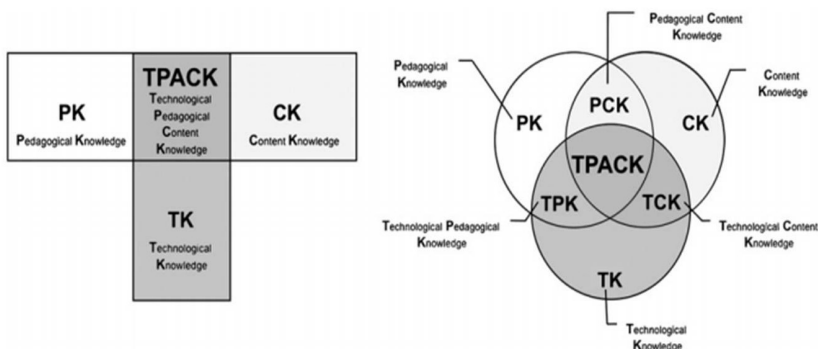 PK
Pedagogical Knowledge
TPACK
Technological
Pedagogical
Content
Knowledge
CK
Content Knowledge
TK
Technological
Knowledge
Pedagogical Content
Knowledge
Pedagogical
Knowledge
Content
Knowledge
PCK
PK
CK
TPACK
TPK
TCK
Technological Pedagogical
Knowledge
Technological Content
Knowledge
TK
Technological
Knowledge